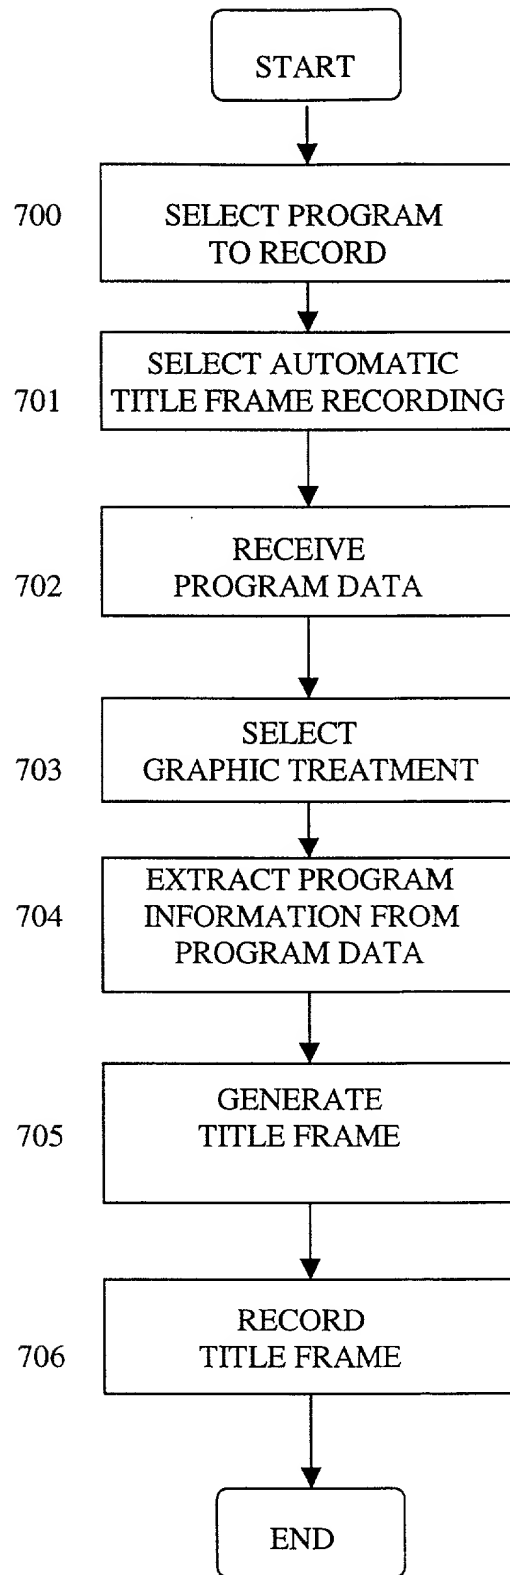 START
700
SELECT PROGRAM
TO RECORD
SELECT AUTOMATIC
701
TITLE FRAME RECORDING
RECEIVE
702
PROGRAM DATA
SELECT
703
GRAPHIC TREATMENT
EXTRACT PROGRAM
704
INFORMATION FROM
PROGRAM DATA
GENERATE
705
TITLE FRAME
RECORD
706
TITLE FRAME
END